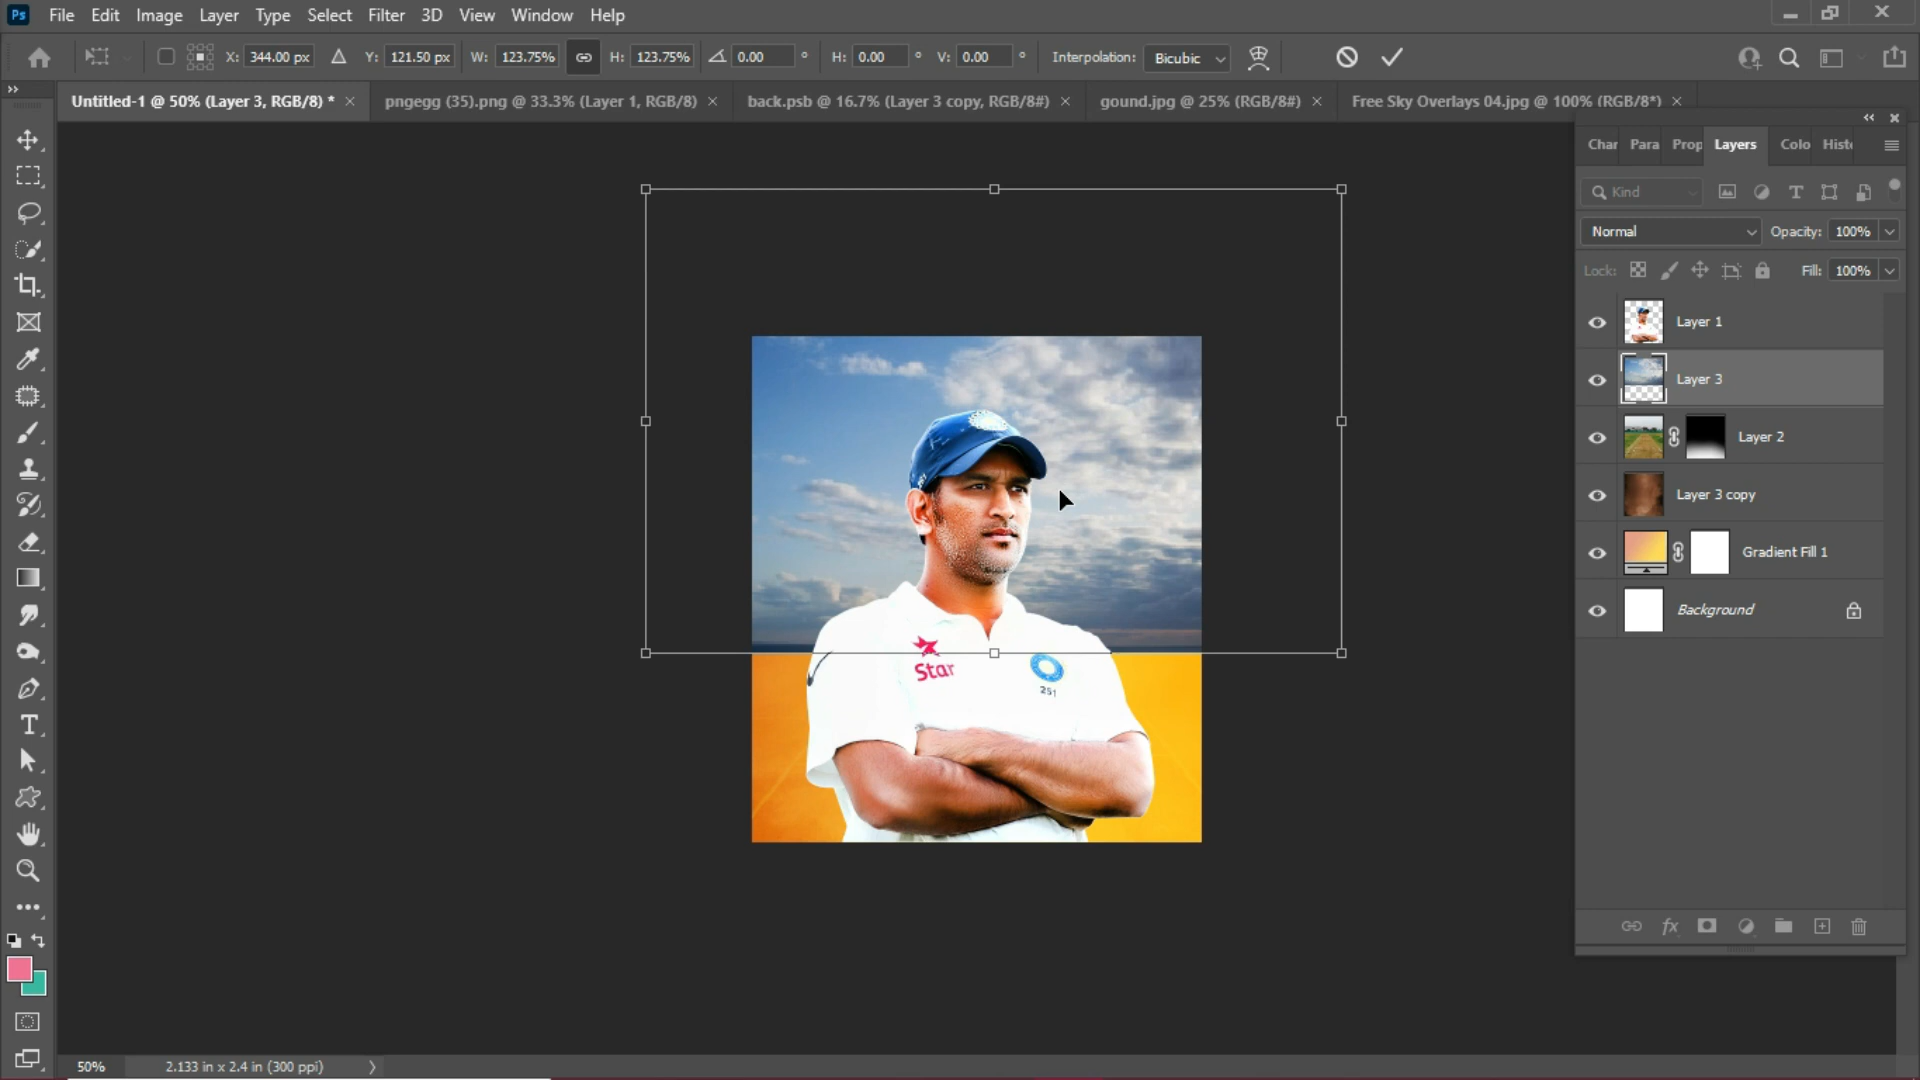 Ps File Edit Image Layer Type Select Filter 3D View Window Help
X: 344.00 px Y: 121.50 px W: 123.75% H: 123.75% 0.00 ° H: 0.00 ° V: 0.00 ° Interpolation: Bicubic
Untitled-1 @ 50% (Layer 3, RGB/8) * × pngegg (35).png @ 33.3% (Layer 1, RGB/8) × back.psb @ 16.7% (Layer 3 copy, RGB/8#) × gound.jpg @ 25% (RGB/8#) × Free Sky Overlays 04.jpg @ 100% (RGB/8*) ×
Char Para Prop Layers Colo Histo
Kind
Normal Opacity: 100%
Lock: Fill: 100%
Layer 1
Layer 3
Layer 2
Layer 3 copy
Gradient Fill 1
Background
Star
251
50% 2.133 in x 2.4 in (300 ppi)